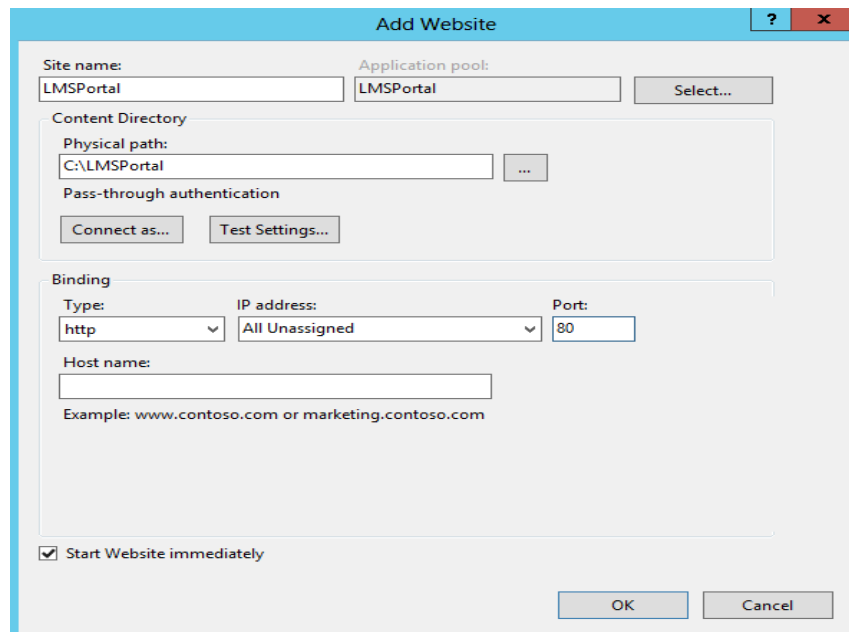 Add Website
? x
Site name:
Application pool:
LMSPortal
LMSPortal
Select...
Content Directory
Physical path:
C:\LMSPortal
...
Pass-through authentication
Connect as...
Test Settings...
Binding
Type:
IP address:
Port:
http
All Unassigned
80
Host name:
Example: www.contoso.com or marketing.contoso.com
Start Website immediately
OK
Cancel